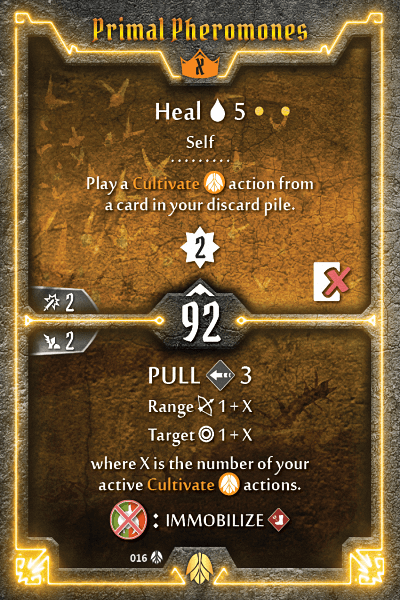 Primal Pheromones
X
Heal 5
Self
Play a Cultivate action from
a card in your discard pile.
2
2
92
2
PULL 3
Range 1 + X
Target 1 + X
where X is the number of your
active Cultivate actions.
: IMMOBILIZE
016